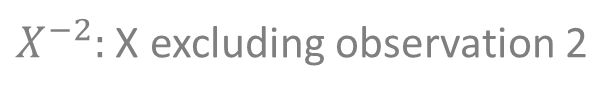 X⁻²: X excluding observation 2